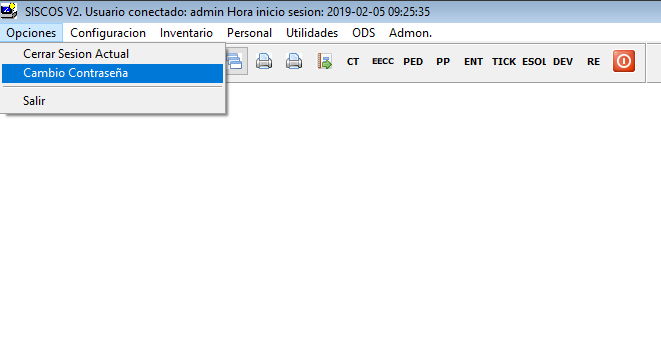 SISCOS V2. Usuario conectado: admin Hora inicio sesion: 2019-02-05 09:25:35
Opciones Configuracion Inventario Personal Utilidades ODS Admon.
Cerrar Sesion Actual
CT EECC PED PP ENT TICK ESOL DEV RE
Cambio Contraseña
Salir